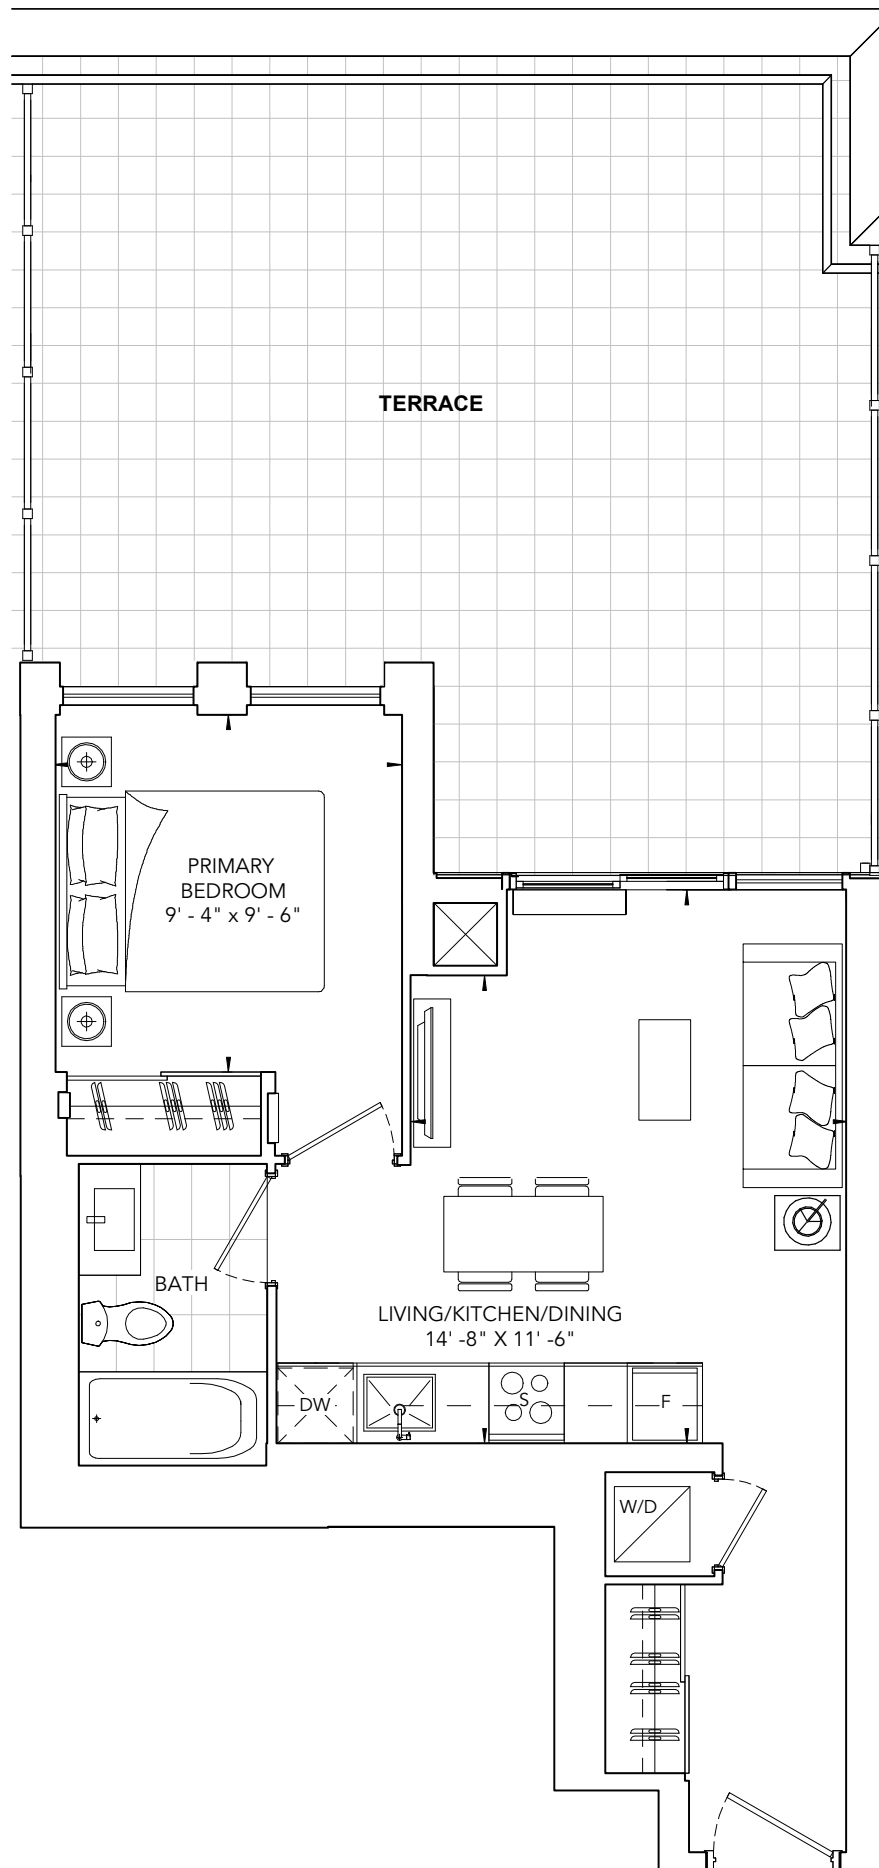 TERRACE
PRIMARY
BEDROOM
9' - 4" x 9' - 6"
BATH
LIVING/KITCHEN/DINING
14' -8" X 11' -6"
DW
S
F
W/D